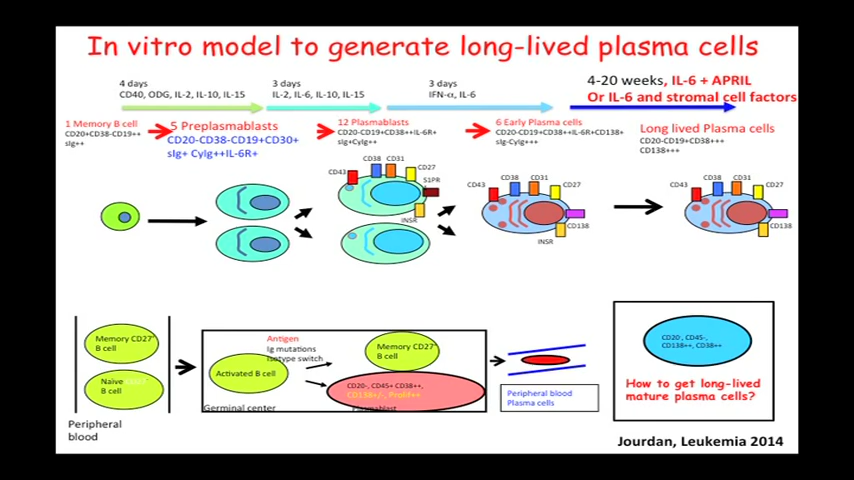 In vitro model to generate long-lived plasma cells
4 days
CD40, ODG, IL-2, IL-10, IL-15
3 days
IL-2, IL-6, IL-10, IL-15
3 days
IFN-α, IL-6
4-20 weeks, IL-6 + APRIL
Or IL-6 and stromal cell factors
1 Memory B cell
CD20+CD38-CD19++
sIg++
5 Preplasmablasts
CD20-CD38-CD19+CD30+
sIg+ CyIg++IL-6R+
12 Plasmablasts
CD20-CD19+CD38++IL-6R+
sIg+CyIg++
6 Early Plasma cells
CD20-CD19+CD38++IL-6R+CD138+
sIg-CyIg+++
Long lived Plasma cells
CD20-CD19+CD38+++
CD138+++
CD43
CD38
CD31
CD27
S1PR
INSR
CD43
CD38
CD31
CD27
CD138
INSR
CD43
CD38
CD31
CD27
CD138
Memory CD27+
B cell
Naive
B cell
Peripheral
blood
Antigen
Ig mutations
Isotype switch
Activated B cell
Germinal center
Memory CD27+
B cell
CD20-, CD45+ CD38++,
CD138+/-, Prolif++
Plasmablast
Peripheral blood
Plasma cells
CD20-, CD45-,
CD138++, CD38++
How to get long-lived
mature plasma cells?
Jourdan, Leukemia 2014